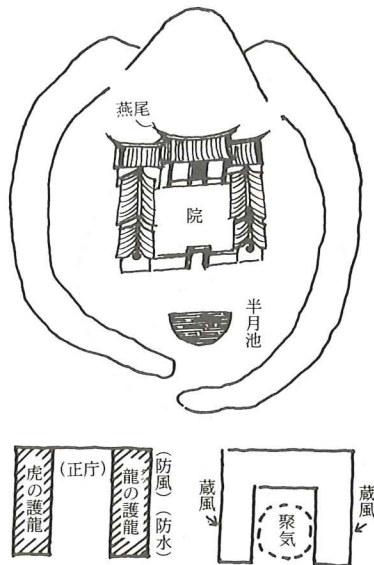 燕尾
院
半月池
虎の護龍
(正庁)
龍の護龍
(防風)(防水)
蔵風
聚気
蔵風